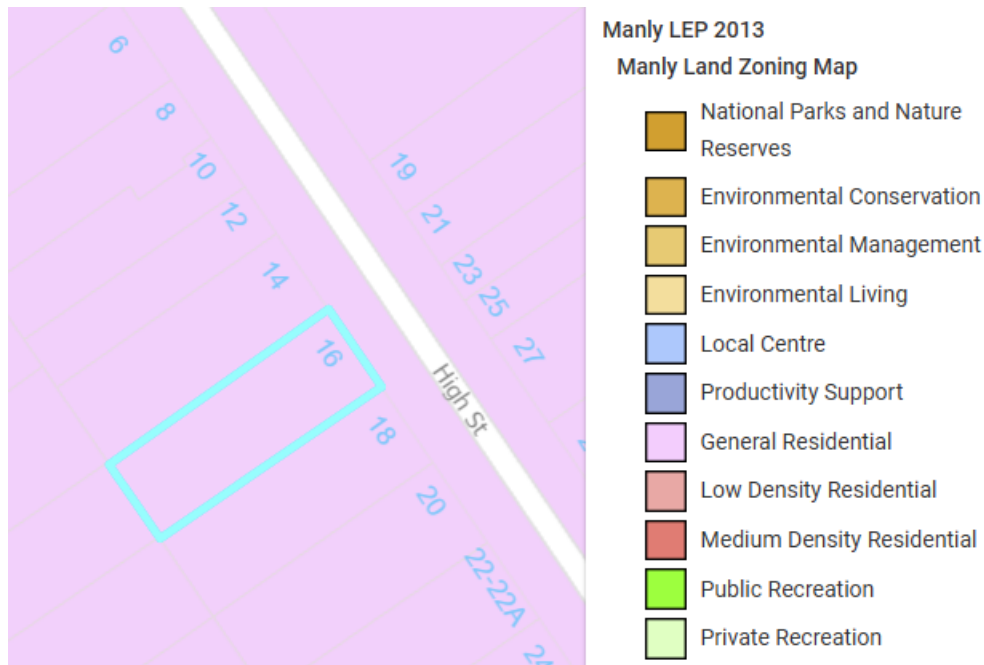 6
8
10
12
14
16
18
20
22-22A
24
19
21
23 25
27
High St
Manly LEP 2013
Manly Land Zoning Map
National Parks and Nature
Reserves
Environmental Conservation
Environmental Management
Environmental Living
Local Centre
Productivity Support
General Residential
Low Density Residential
Medium Density Residential
Public Recreation
Private Recreation